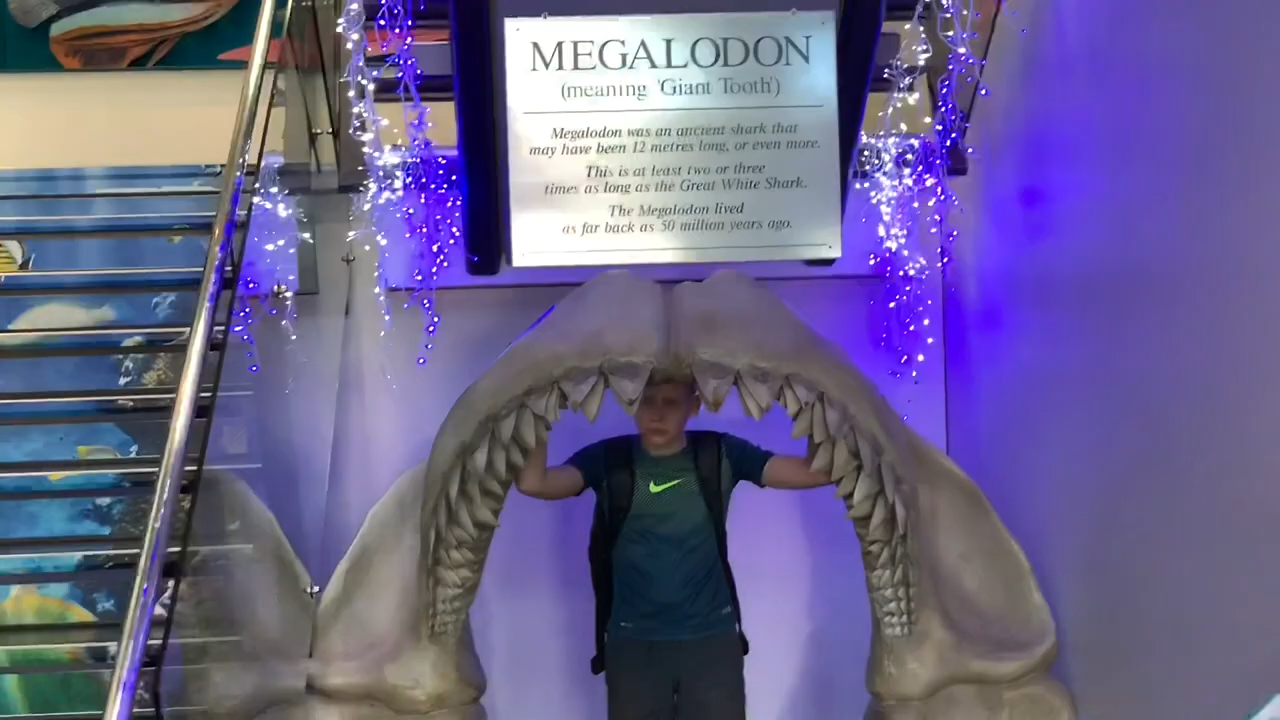 MEGALODON
(meaning 'Giant Tooth')
Megalodon was an ancient shark that
may have been 12 metres long, or even more.
This is at least two or three
times as long as the Great White Shark.
The Megalodon lived
as far back as 50 million years ago.